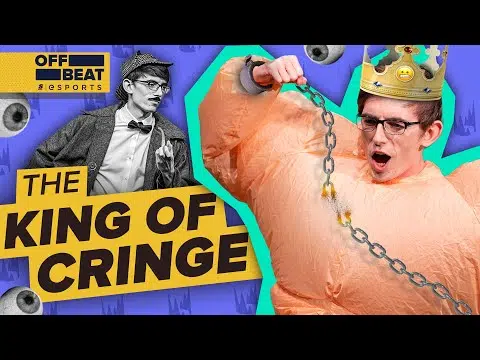 OFF
BEAT
esports
THE
KING OF
CRINGE